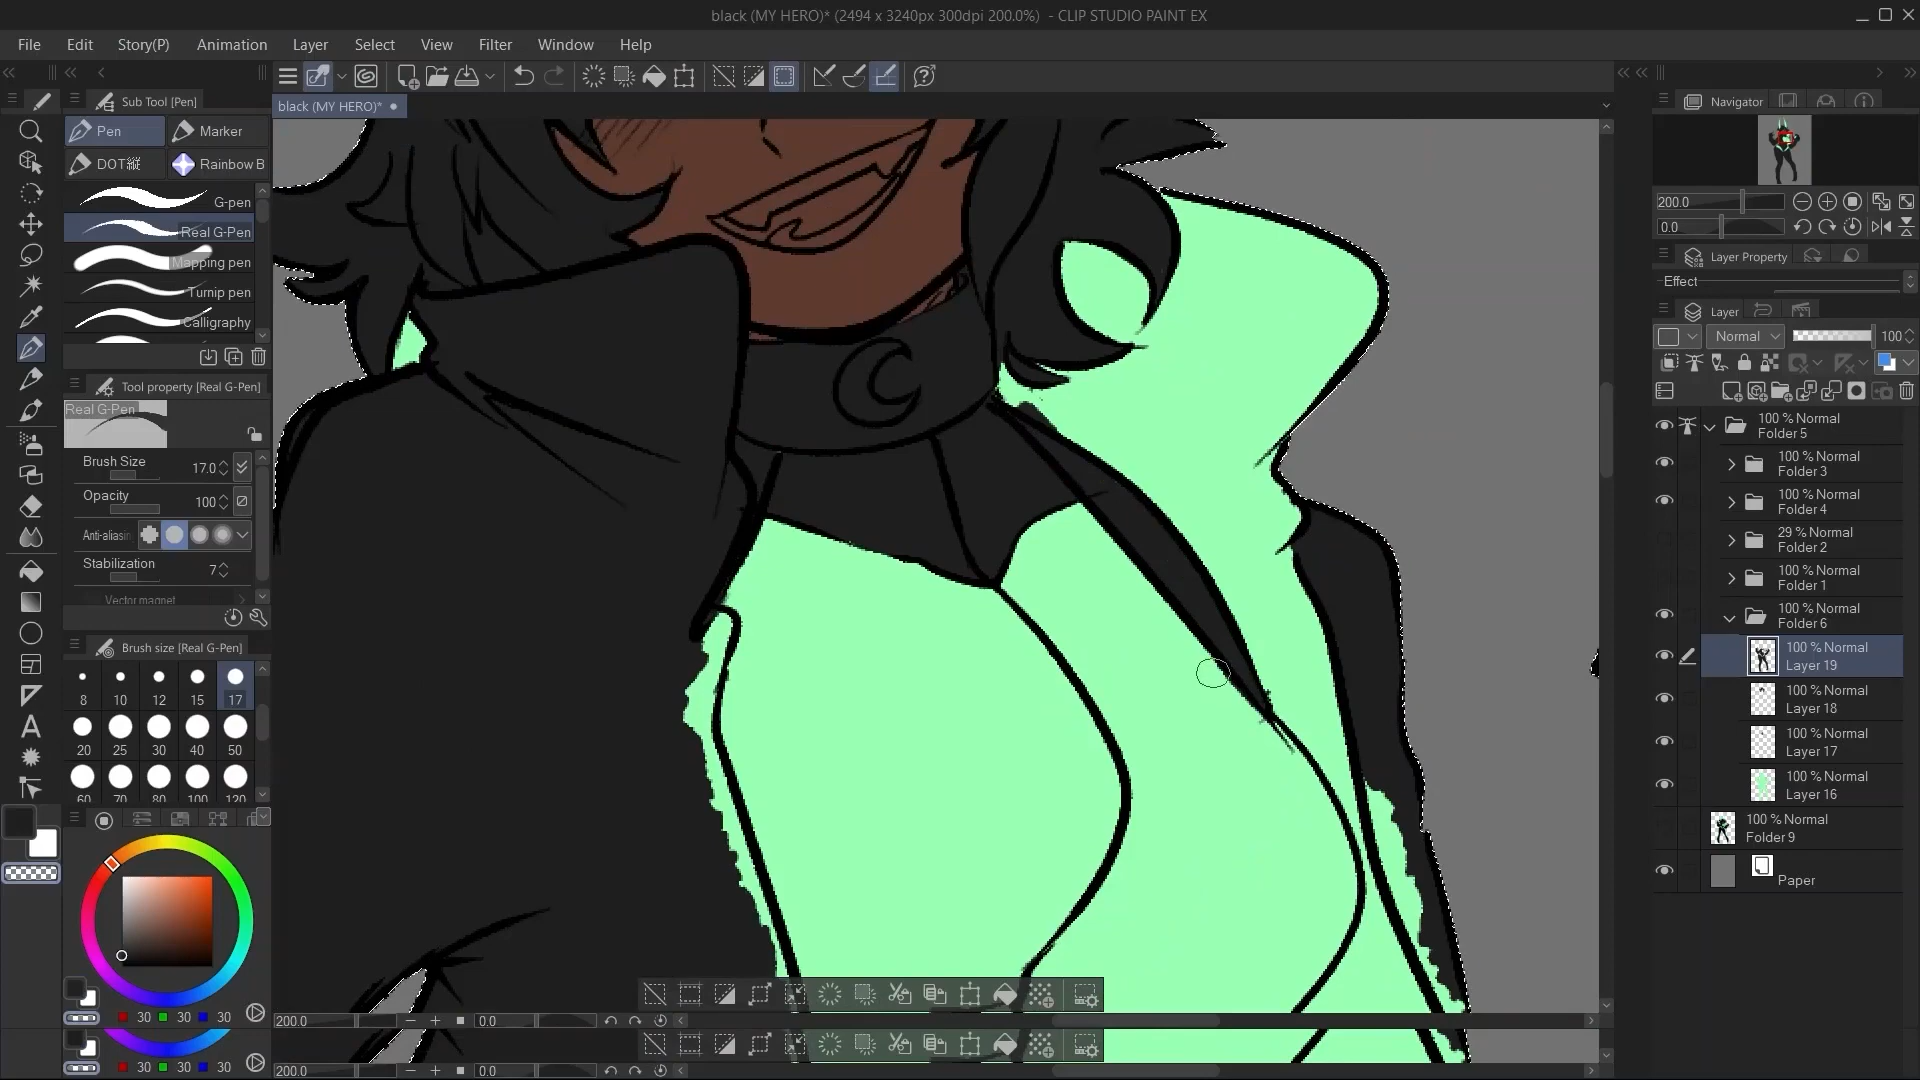 black (MY HERO)* (2494 x 3240px 300dpi 200.0%) - CLIP STUDIO PAINT EX
File Edit Story(P) Animation Layer Select View Filter Window Help
Sub Tool [Pen]
black (MY HERO)*
Navigator
Pen Marker
DOT縦 Rainbow B
G-pen
Real G-Pen
Mapping pen
Turnip pen
Calligraphy
200.0
0.0
Layer Property
Effect
Layer
Normal 100
Tool property [Real G-Pen]
Real G-Pen
Brush Size 17.0
Opacity 100
Anti-aliasin
Stabilization 7
Vector magnet
Brush size [Real G-Pen]
8 10 12 15 17
20 25 30 40 50
60 70 80 100 120
100 % Normal
Folder 5
100 % Normal
Folder 3
100 % Normal
Folder 4
29 % Normal
Folder 2
100 % Normal
Folder 1
100 % Normal
Folder 6
100 % Normal
Layer 19
100 % Normal
Layer 18
100 % Normal
Layer 17
100 % Normal
Layer 16
100 % Normal
Folder 9
Paper
30 30 30
200.0 0.0
30 30 30
200.0 0.0